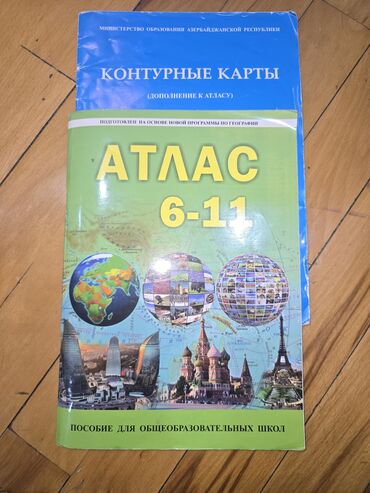 МИНИСТЕРСТВО ОБРАЗОВАНИЯ АЗЕРБАЙДЖАНСКОЙ РЕСПУБЛИКИ
КОНТУРНЫЕ КАРТЫ
(ДОПОЛНЕНИЕ К АТЛАСУ)
ПОДГОТОВЛЕН НА ОСНОВЕ НОВОЙ ПРОГРАММЫ ПО ГЕОГРАФИИ
АТЛАС
6-11
ПОСОБИЕ ДЛЯ ОБЩЕОБРАЗОВАТЕЛЬНЫХ ШКОЛ